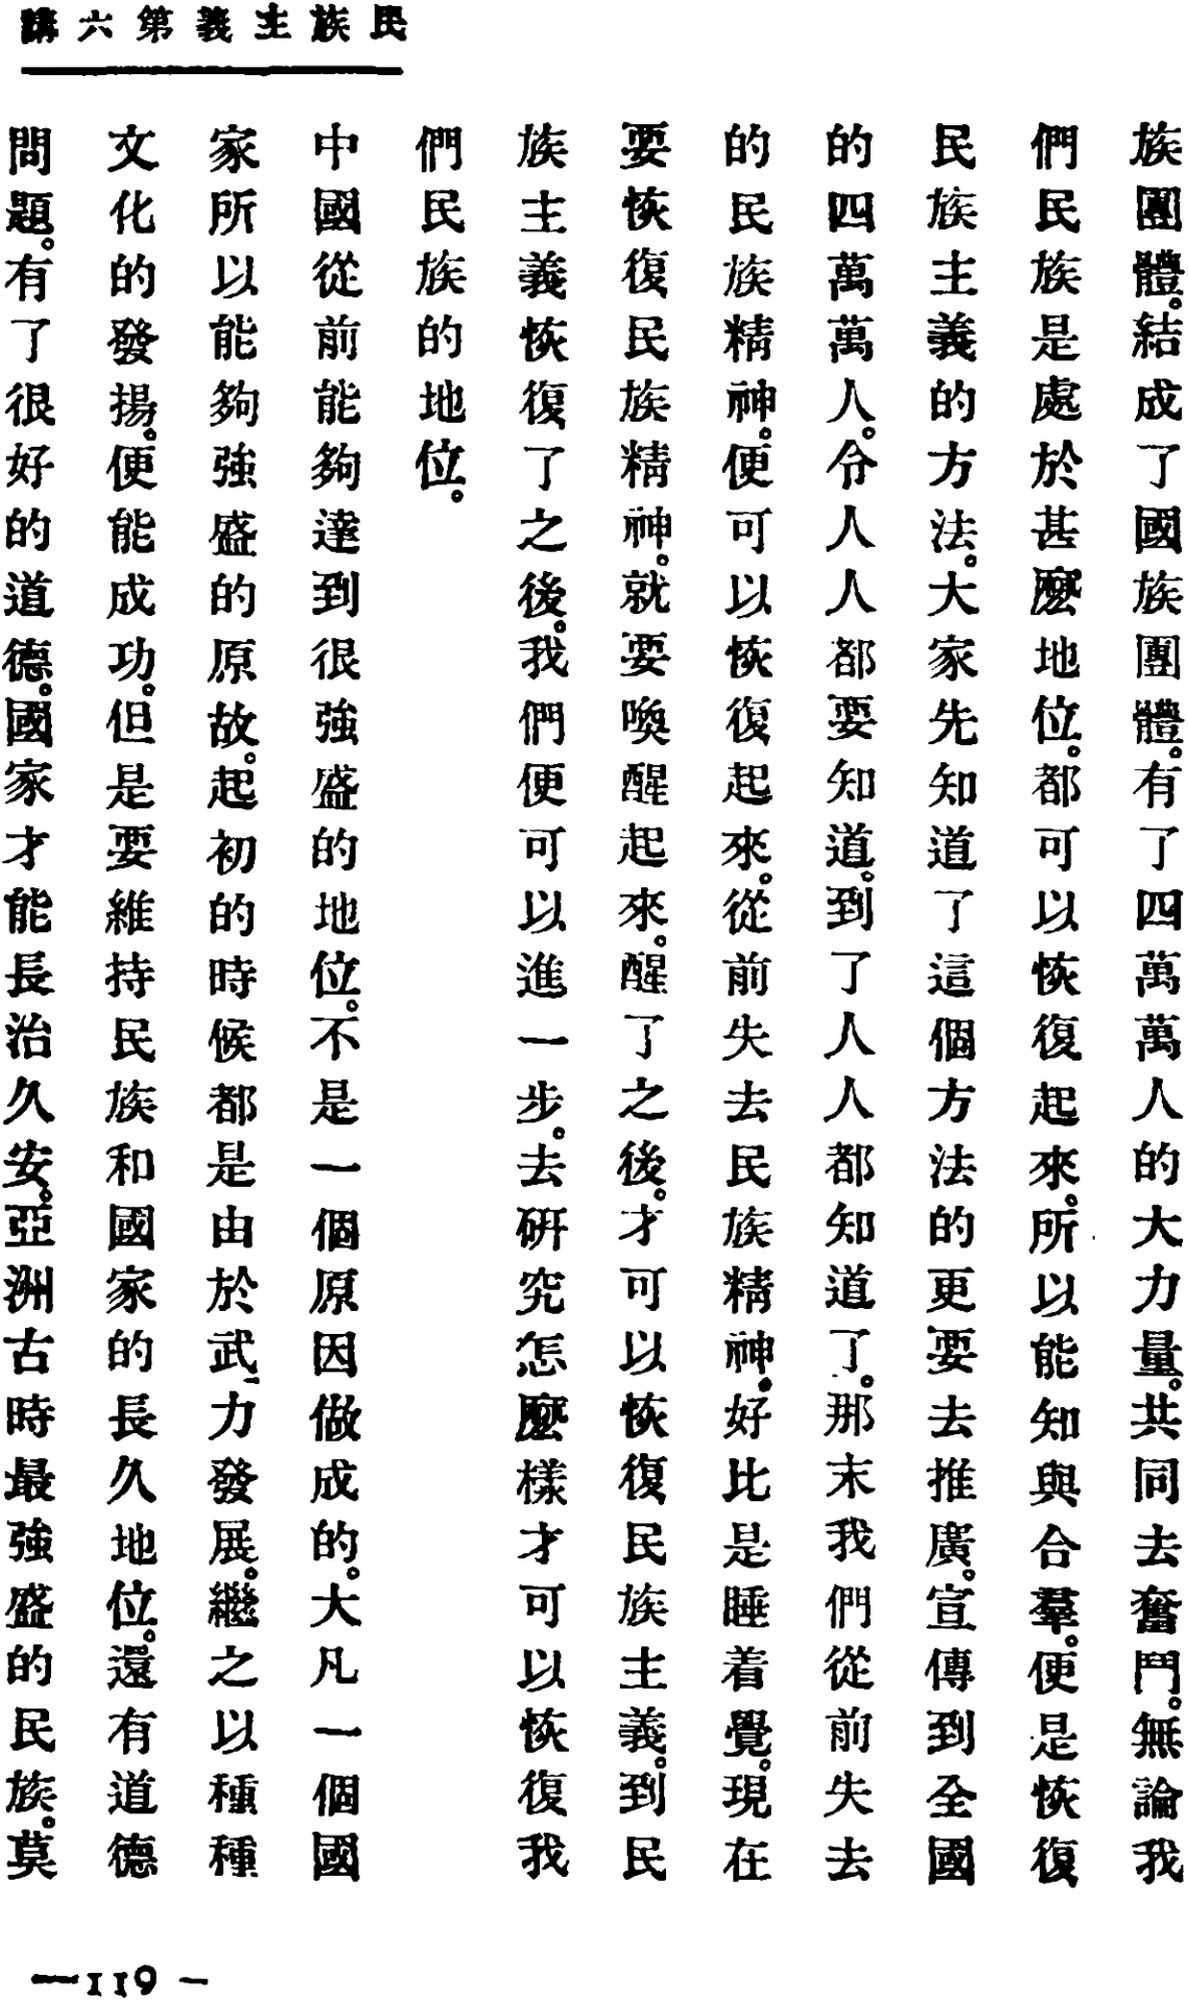 民族主義第六講
族團體。結成了國族團體。有了四萬萬人的大力量。共同去奮鬥。無論我
們民族是處於甚麼地位。都可以恢復起來。所以能知與合羣。便是恢復
民族主義的方法。大家先知道了這個方法的更要去推廣。宣傳到全國
的四萬萬人。令人人都要知道。到了人人都知道了。那末我們從前失去
的民族精神。便可以恢復起來。從前失去民族精神。好比是睡着覺。現在
要恢復民族精神。就要喚醒起來。醒了之後。才可以恢復民族主義。到民
族主義恢復了之後。我們便可以進一步。去研究怎麼樣才可以恢復我
們民族的地位。
中國從前能夠達到很強盛的地位。不是一個原因做成的。大凡一個國
家所以能夠強盛的原故。起初的時候都是由於武力發展。繼之以種種
文化的發揚。便能成功。但是要維持民族和國家的長久地位。還有道德
問題。有了很好的道德。國家才能長治久安。亞洲古時最強盛的民族。莫
—119 -